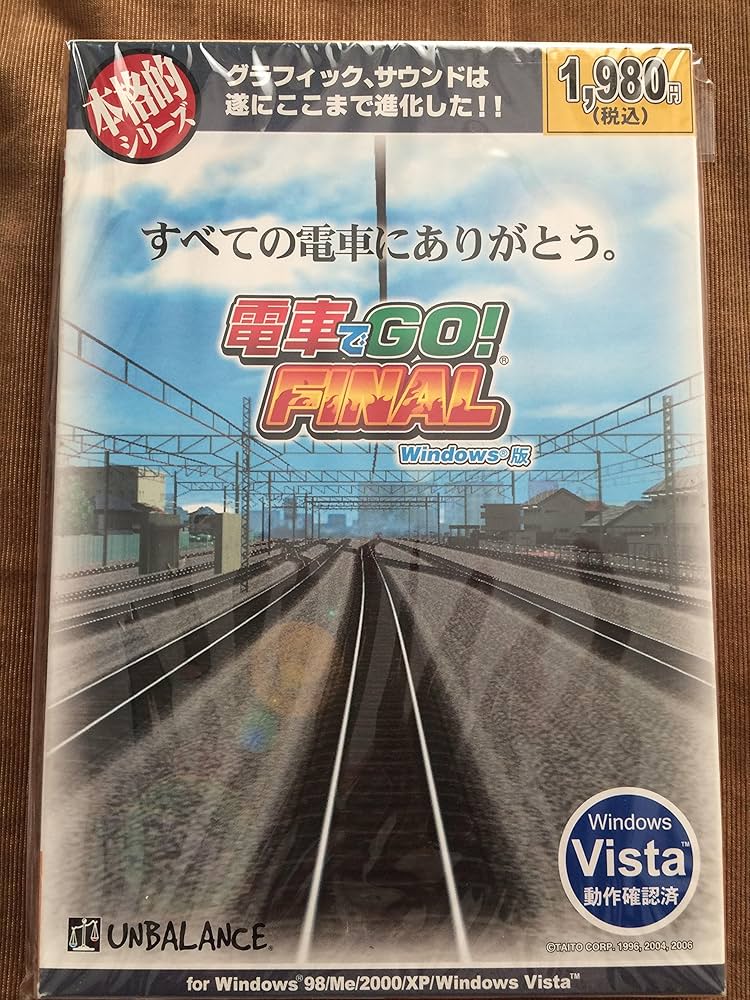 本格的
シリーズ
グラフィック、サウンドは
遂にここまで進化した!!
1,980円
(税込)
すべての電車にありがとう。
電車でGO!
FINAL®
Windows®版
Windows
Vista™
動作確認済
UNBALANCE®
©TAITO CORP. 1996, 2004, 2006
for Windows®98/Me/2000/XP/Windows Vista™